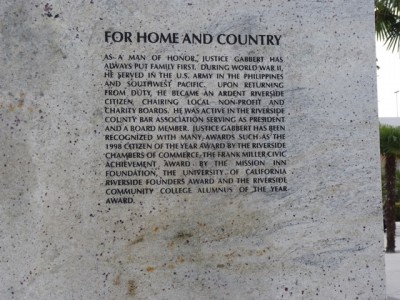 FOR HOME AND COUNTRY
AS A MAN OF HONOR, JUSTICE GABBERT HAS
ALWAYS PUT FAMILY FIRST. DURING WORLD WAR II,
HE SERVED IN THE U.S. ARMY IN THE PHILIPPINES
AND SOUTHWEST PACIFIC. UPON RETURNING
FROM DUTY, HE BECAME AN ARDENT RIVERSIDE
CITIZEN, CHAIRING LOCAL NON-PROFIT AND
CHARITY BOARDS. HE WAS ACTIVE IN THE RIVERSIDE
COUNTY BAR ASSOCIATION SERVING AS PRESIDENT
AND A BOARD MEMBER. JUSTICE GABBERT HAS BEEN
RECOGNIZED WITH MANY AWARDS SUCH AS THE
1998 CITIZEN OF THE YEAR AWARD BY THE RIVERSIDE
CHAMBERS OF COMMERCE, THE FRANK MILLER CIVIC
ACHIEVEMENT AWARD BY THE MISSION INN
FOUNDATION, THE UNIVERSITY OF CALIFORNIA
RIVERSIDE FOUNDERS AWARD AND THE RIVERSIDE
COMMUNITY COLLEGE ALUMNUS OF THE YEAR
AWARD.